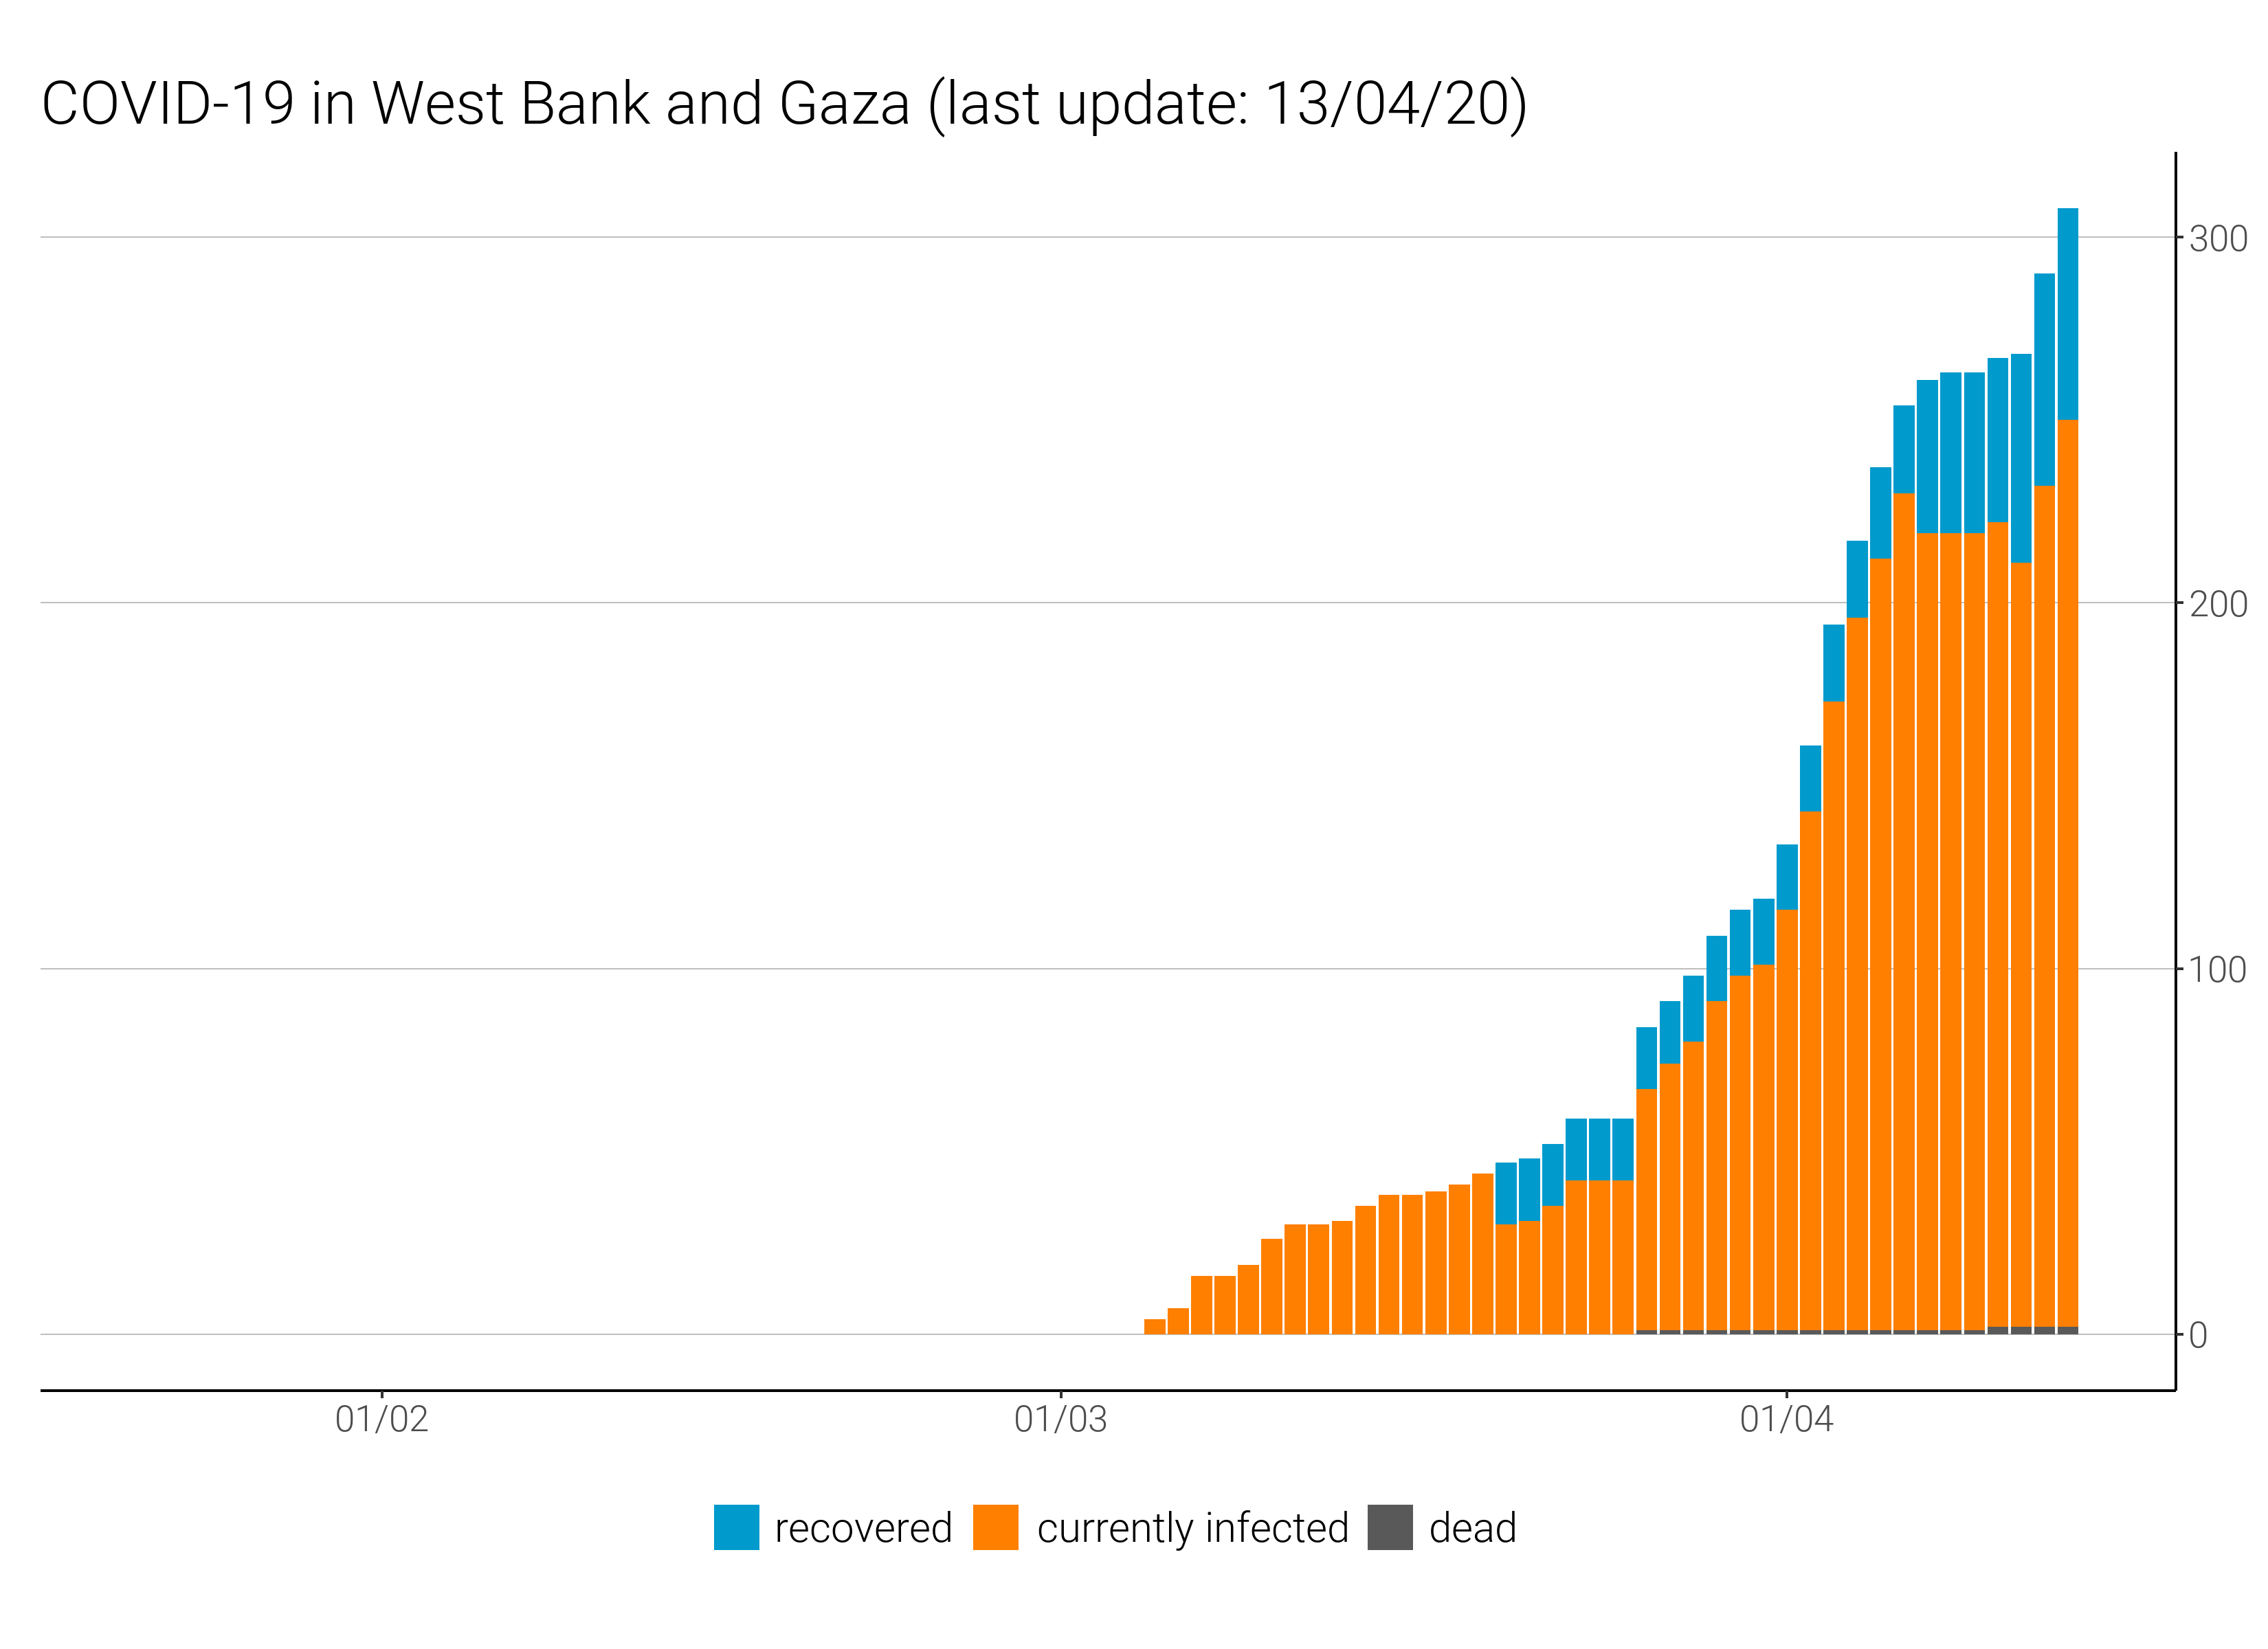 COVID-19 in West Bank and Gaza (last update: 13/04/20)
300
200
100
0
01/02 01/03 01/04
recovered currently infected dead